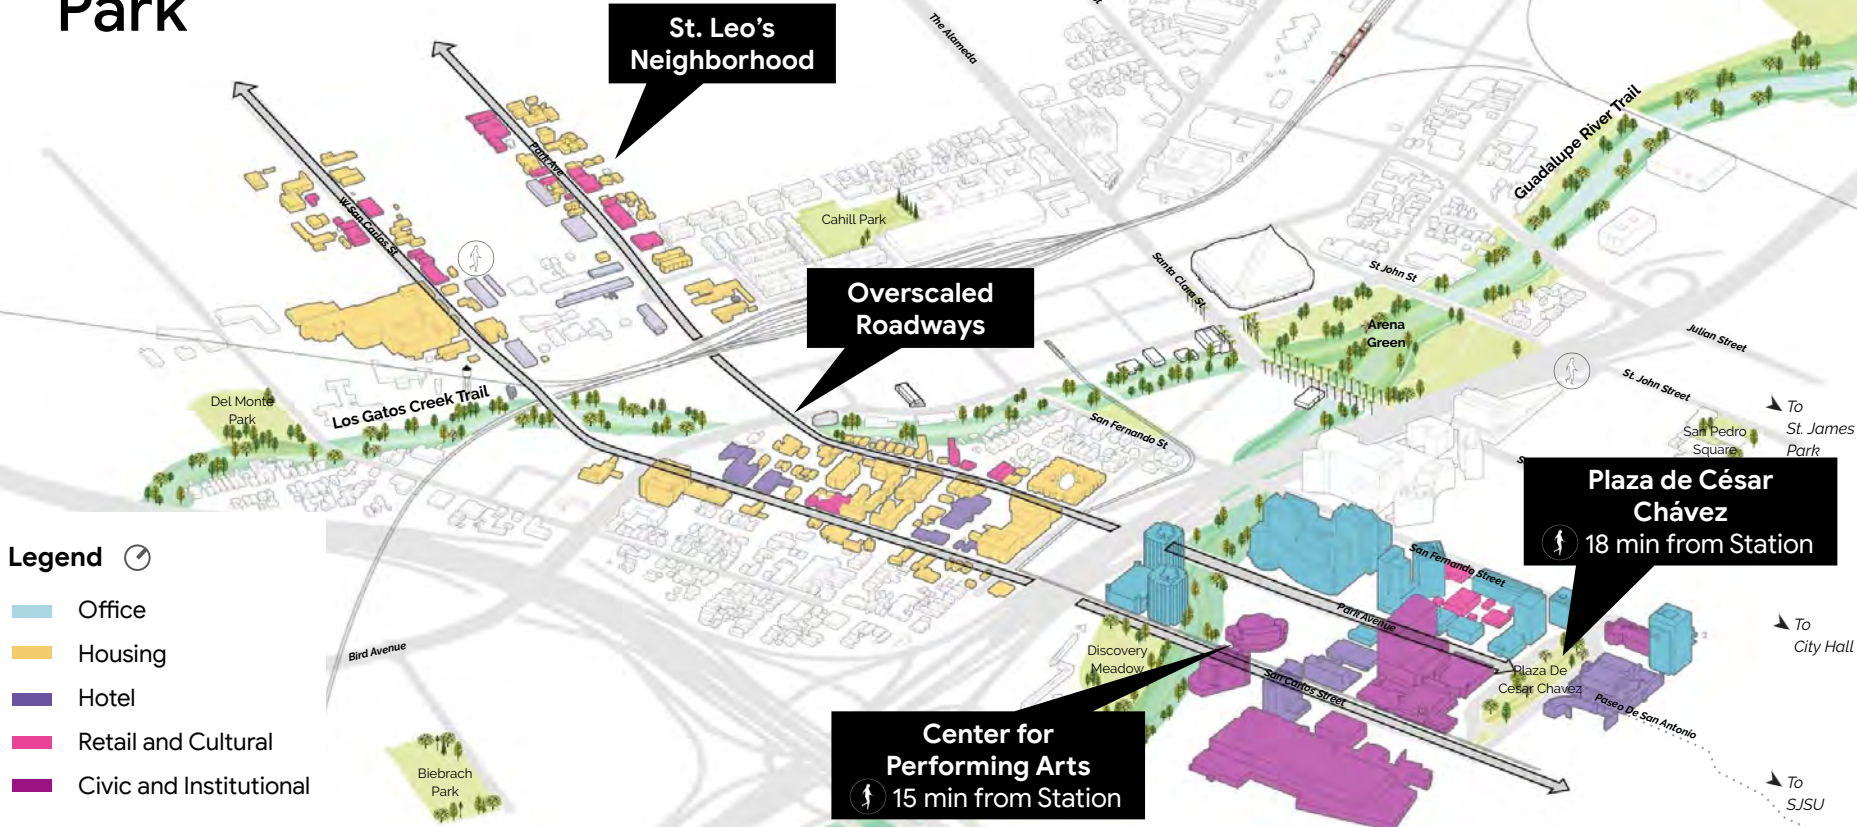 Park
St. Leo's
Neighborhood
The Alameda
Guadalupe River Trail
Park Ave
W San Carlos St
Cahill Park
Santa Clara St
St John St
Overscaled
Roadways
Arena
Green
Julian Street
St. John Street
Del Monte
Park
Los Gatos Creek Trail
San Fernando St
San Pedro
Square
To
St. James
Park
Plaza de César
Chávez
18 min from Station
San Fernando Street
Park Avenue
Legend
Office
Housing
Hotel
Retail and Cultural
Civic and Institutional
Bird Avenue
Discovery
Meadow
Plaza De
Cesar Chavez
To
City Hall
San Carlos Street
Paseo De San Antonio
Center for
Performing Arts
15 min from Station
Biebrach
Park
To
SJSU